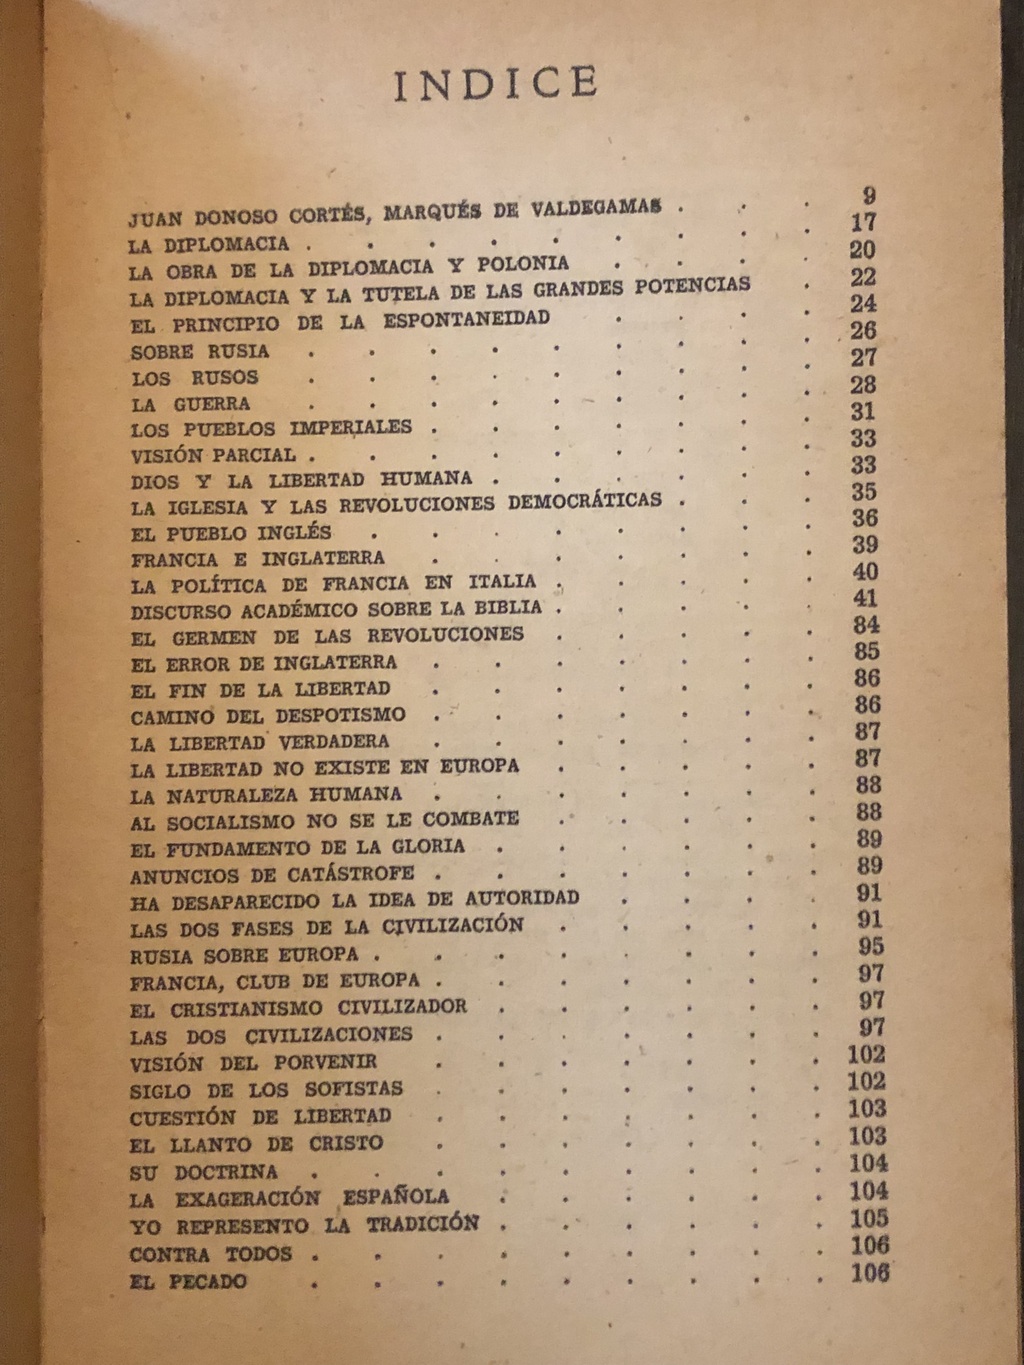 INDICE
JUAN DONOSO CORTÉS, MARQUÉS DE VALDEGAMAS . . . 9
LA DIPLOMACIA . . . . . . . . . 17
LA OBRA DE LA DIPLOMACIA Y POLONIA . . . . 20
LA DIPLOMACIA Y LA TUTELA DE LAS GRANDES POTENCIAS . 22
EL PRINCIPIO DE LA ESPONTANEIDAD . . . . 24
SOBRE RUSIA . . . . . . . . . 26
LOS RUSOS . . . . . . . . . 27
LA GUERRA . . . . . . . . . 28
LOS PUEBLOS IMPERIALES . . . . . . . 31
VISIÓN PARCIAL . . . . . . . . . 33
DIOS Y LA LIBERTAD HUMANA . . . . . . 33
LA IGLESIA Y LAS REVOLUCIONES DEMOCRÁTICAS . . . 35
EL PUEBLO INGLÉS . . . . . . . . 36
FRANCIA E INGLATERRA . . . . . . . 39
LA POLÍTICA DE FRANCIA EN ITALIA . . . . . 40
DISCURSO ACADÉMICO SOBRE LA BIBLIA . . . . . 41
EL GERMEN DE LAS REVOLUCIONES . . . . . 84
EL ERROR DE INGLATERRA . . . . . . . 85
EL FIN DE LA LIBERTAD . . . . . . . 86
CAMINO DEL DESPOTISMO . . . . . . . 86
LA LIBERTAD VERDADERA . . . . . . . 87
LA LIBERTAD NO EXISTE EN EUROPA . . . . . 87
LA NATURALEZA HUMANA . . . . . . . 88
AL SOCIALISMO NO SE LE COMBATE . . . . . 88
EL FUNDAMENTO DE LA GLORIA . . . . . . 89
ANUNCIOS DE CATÁSTROFE . . . . . . . 89
HA DESAPARECIDO LA IDEA DE AUTORIDAD . . . . 91
LAS DOS FASES DE LA CIVILIZACIÓN . . . . . 91
RUSIA SOBRE EUROPA . . . . . . . . 95
FRANCIA, CLUB DE EUROPA . . . . . . . 97
EL CRISTIANISMO CIVILIZADOR . . . . . . 97
LAS DOS CIVILIZACIONES . . . . . . . 97
VISIÓN DEL PORVENIR . . . . . . . 102
SIGLO DE LOS SOFISTAS . . . . . . . 102
CUESTIÓN DE LIBERTAD . . . . . . . 103
EL LLANTO DE CRISTO . . . . . . . 103
SU DOCTRINA . . . . . . . . . 104
LA EXAGERACIÓN ESPAÑOLA . . . . . . 104
YO REPRESENTO LA TRADICIÓN . . . . . . 105
CONTRA TODOS . . . . . . . . . 106
EL PECADO . . . . . . . . . 106